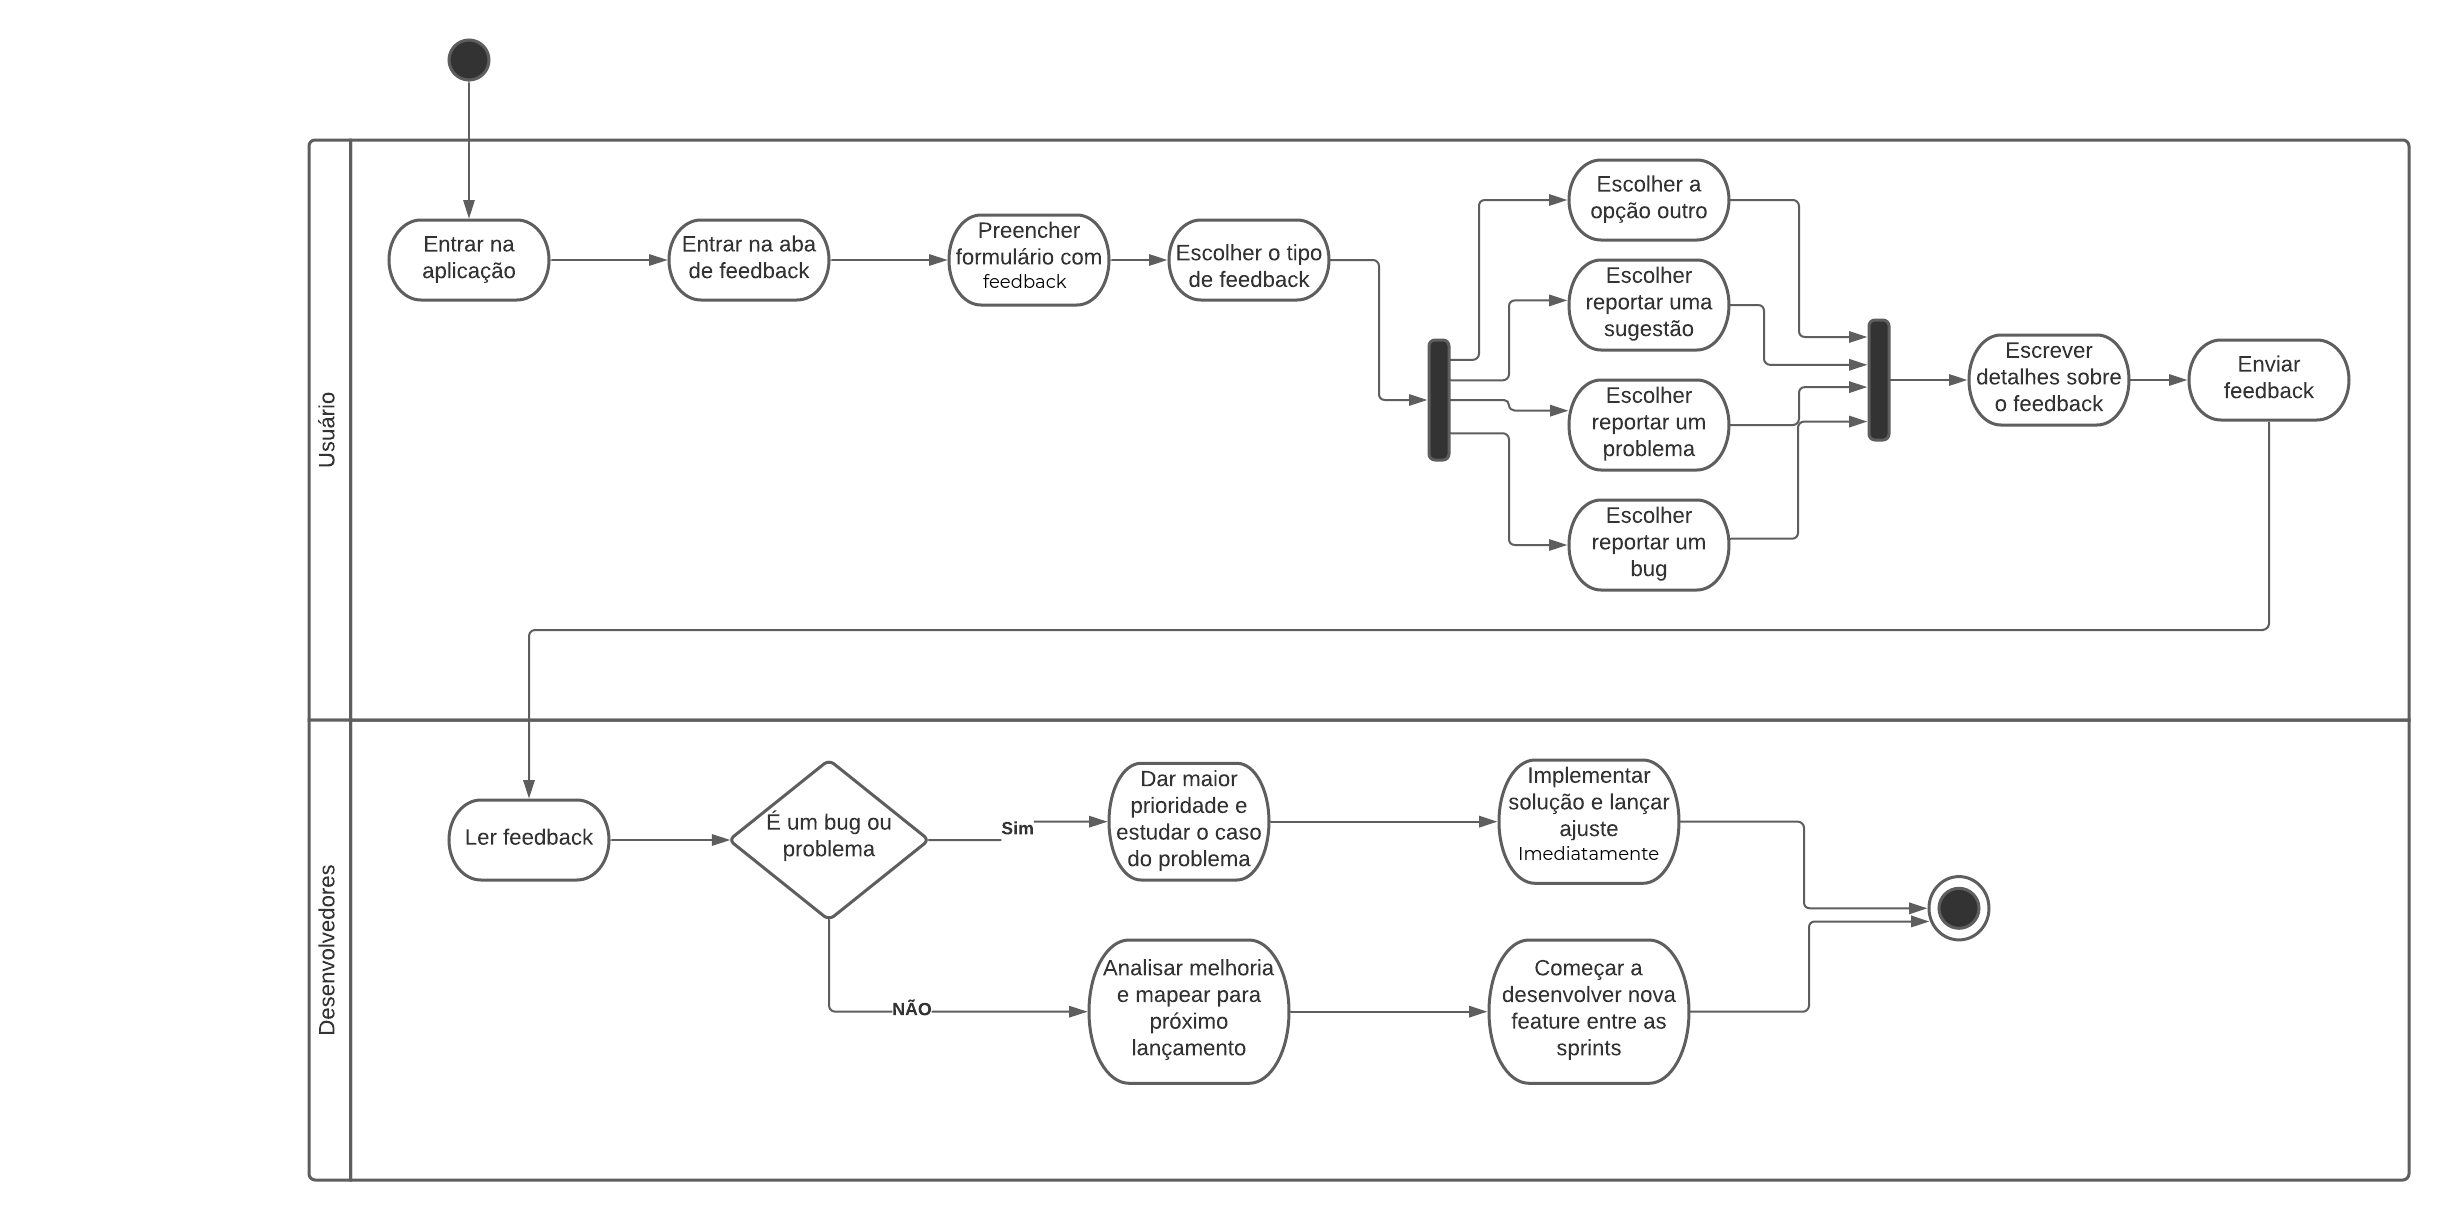 Usuário
Entrar na
aplicação
Entrar na aba
de feedback
Preencher
formulário com
feedback
Escolher o tipo
de feedback
Escolher a
opção outro
Escolher
reportar uma
sugestão
Escolher
reportar um
problema
Escolher
reportar um
bug
Escrever
detalhes sobre
o feedback
Enviar
feedback
Desenvolvedores
Ler feedback
É um bug ou
problema
Sim
Dar maior
prioridade e
estudar o caso
do problema
Implementar
solução e lançar
ajuste
Imediatamente
NÃO
Analisar melhoria
e mapear para
próximo
lançamento
Começar a
desenvolver nova
feature entre as
sprints